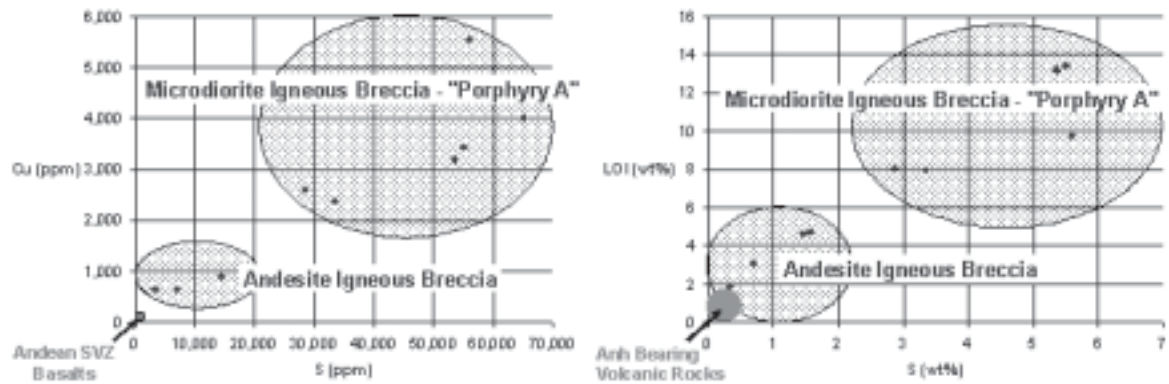 6,000
5,000
Microdiorite Igneous Breccia - "Porphyry A"
4,000
Cu (ppm) 3,000
2,000
1,000
Andesite Igneous Breccia
0
0 10,000 20,000 30,000 40,000 50,000 60,000 70,000
Andean SVZ
Basalts
S (ppm)
16
14
12
Microdiorite Igneous Breccia - "Porphyry A"
10
LOI (wt%) 8
6
4
Andesite Igneous Breccia
2
0
0 1 2 3 4 5 6 7
Anh Bearing
Volcanic Rocks
S (wt%)